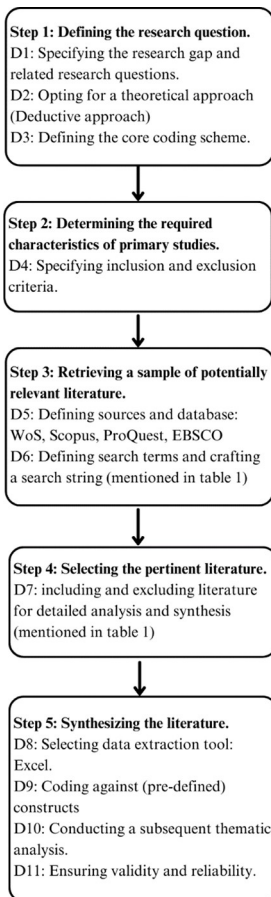 Step 1: Defining the research question.
D1: Specifying the research gap and
related research questions.
D2: Opting for a theoretical approach
(Deductive approach)
D3: Defining the core coding scheme.
Step 2: Determining the required
characteristics of primary studies.
D4: Specifying inclusion and exclusion
criteria.
Step 3: Retrieving a sample of potentially
relevant literature.
D5: Defining sources and database:
WoS, Scopus, ProQuest, EBSCO
D6: Defining search terms and crafting
a search string (mentioned in table 1)
Step 4: Selecting the pertinent literature.
D7: including and excluding literature
for detailed analysis and synthesis
(mentioned in table 1)
Step 5: Synthesizing the literature.
D8: Selecting data extraction tool:
Excel.
D9: Coding against (pre-defined)
constructs
D10: Conducting a subsequent thematic
analysis.
D11: Ensuring validity and reliability.